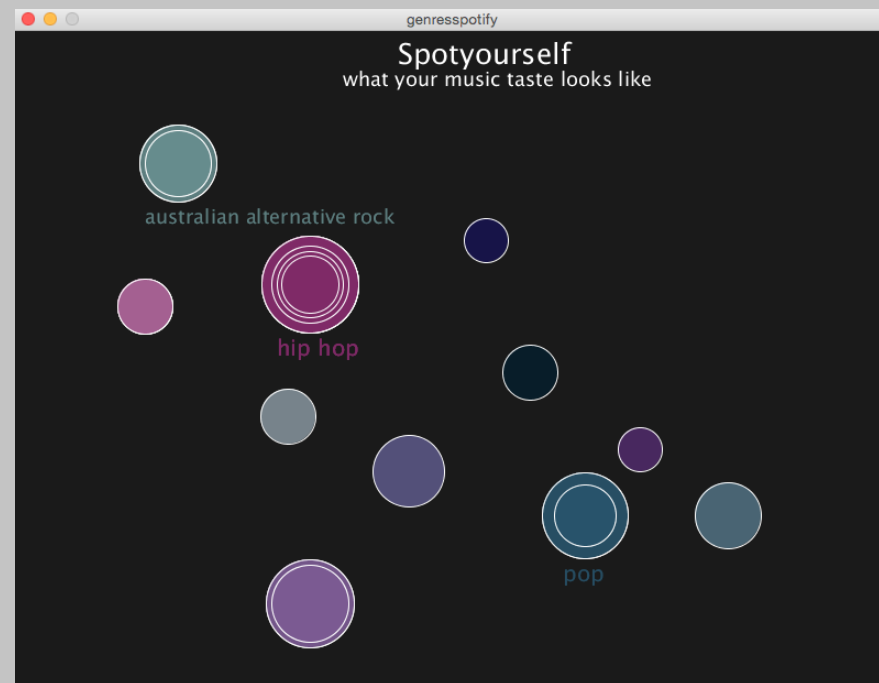 genresspotify
Spotyourself
what your music taste looks like
australian alternative rock
hip hop
pop